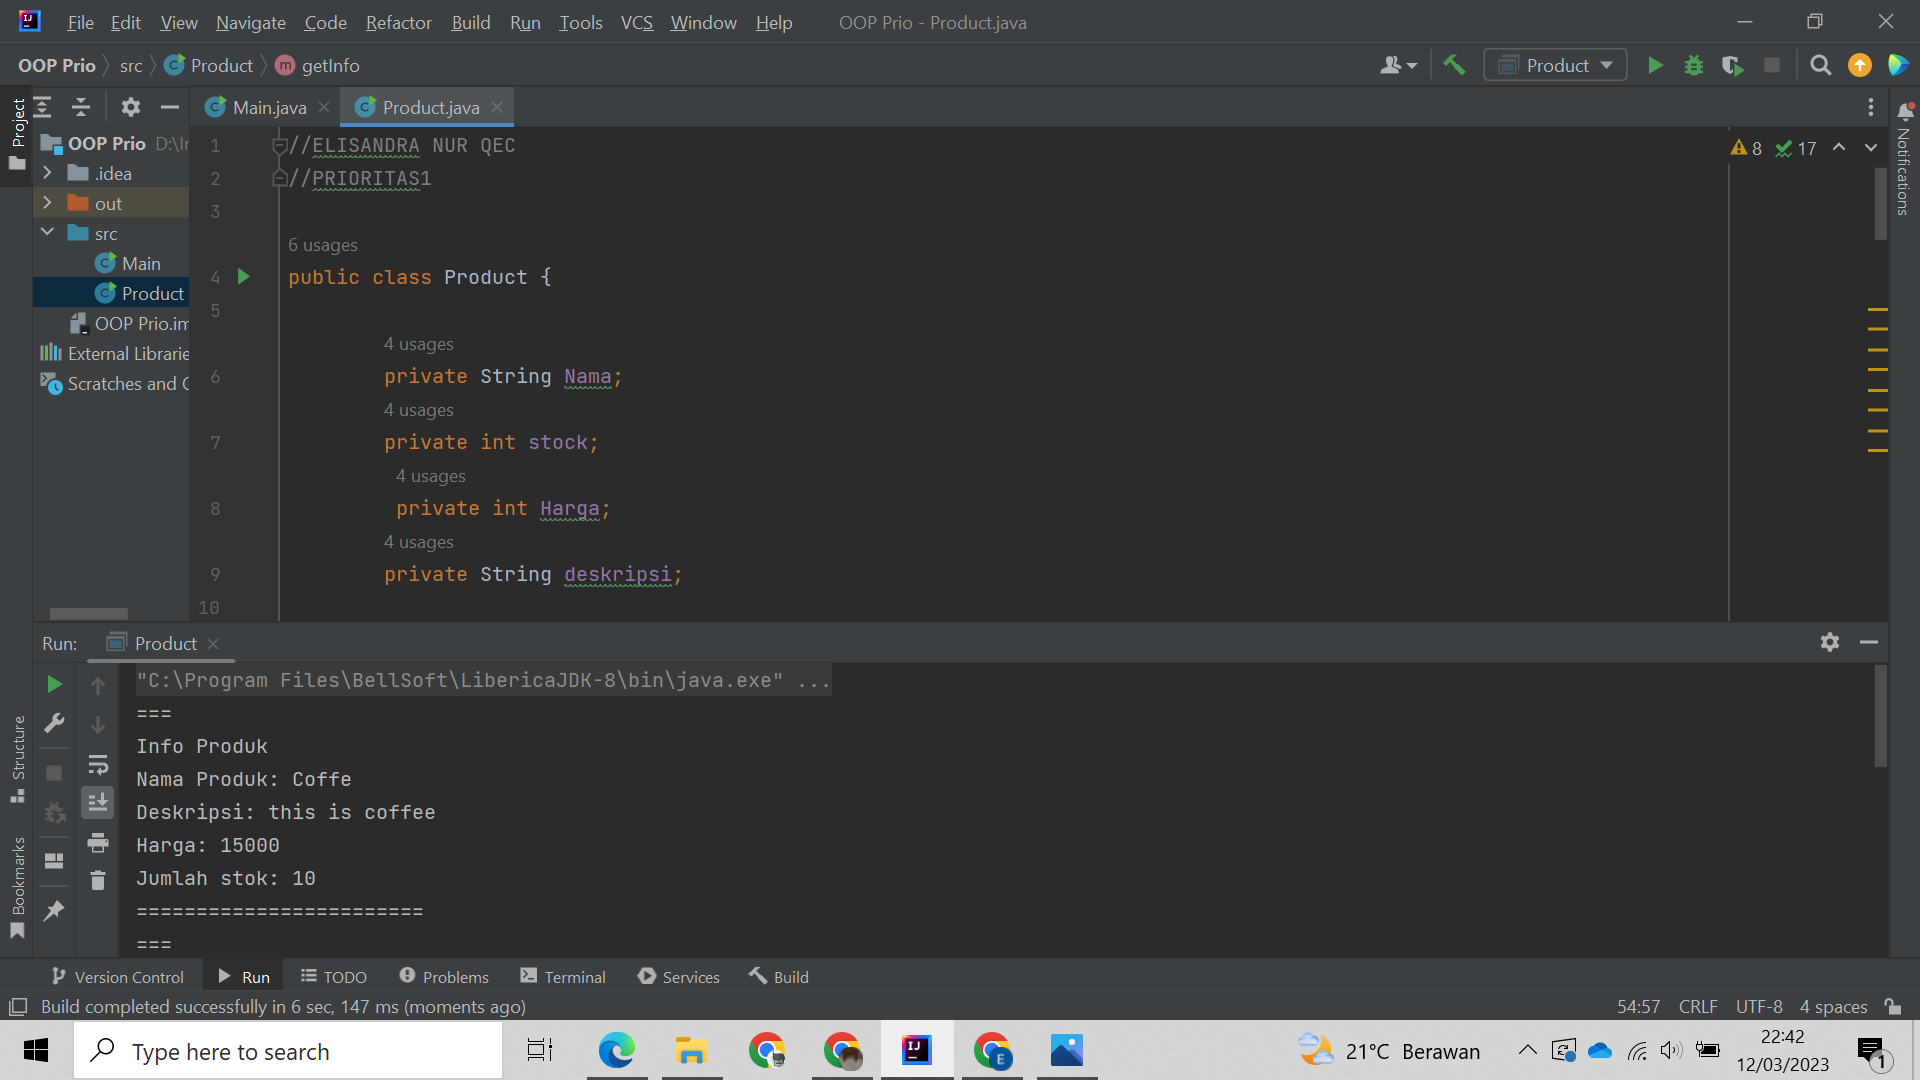 File Edit View Navigate Code Refactor Build Run Tools VCS Window Help OOP Prio - Product.java
OOP Prio src Product getInfo Product
Project
Main.java Product.java
OOP Prio D:\In
.idea
out
src
Main
Product
OOP Prio.im
External Librarie
Scratches and C
1 //ELISANDRA NUR QEC
2 //PRIORITAS1
3
6 usages
4 public class Product {
5
4 usages
6 private String Nama;
4 usages
7 private int stock;
4 usages
8 private int Harga;
4 usages
9 private String deskripsi;
10
8 17
Notifications
Run: Product
"C:\Program Files\BellSoft\LibericaJDK-8\bin\java.exe" ...
===
Info Produk
Nama Produk: Coffe
Deskripsi: this is coffee
Harga: 15000
Jumlah stok: 10
========================
===
Structure
Bookmarks
Version Control Run TODO Problems Terminal Services Build
Build completed successfully in 6 sec, 147 ms (moments ago) 54:57 CRLF UTF-8 4 spaces
Type here to search
21°C Berawan
22:42
12/03/2023
1